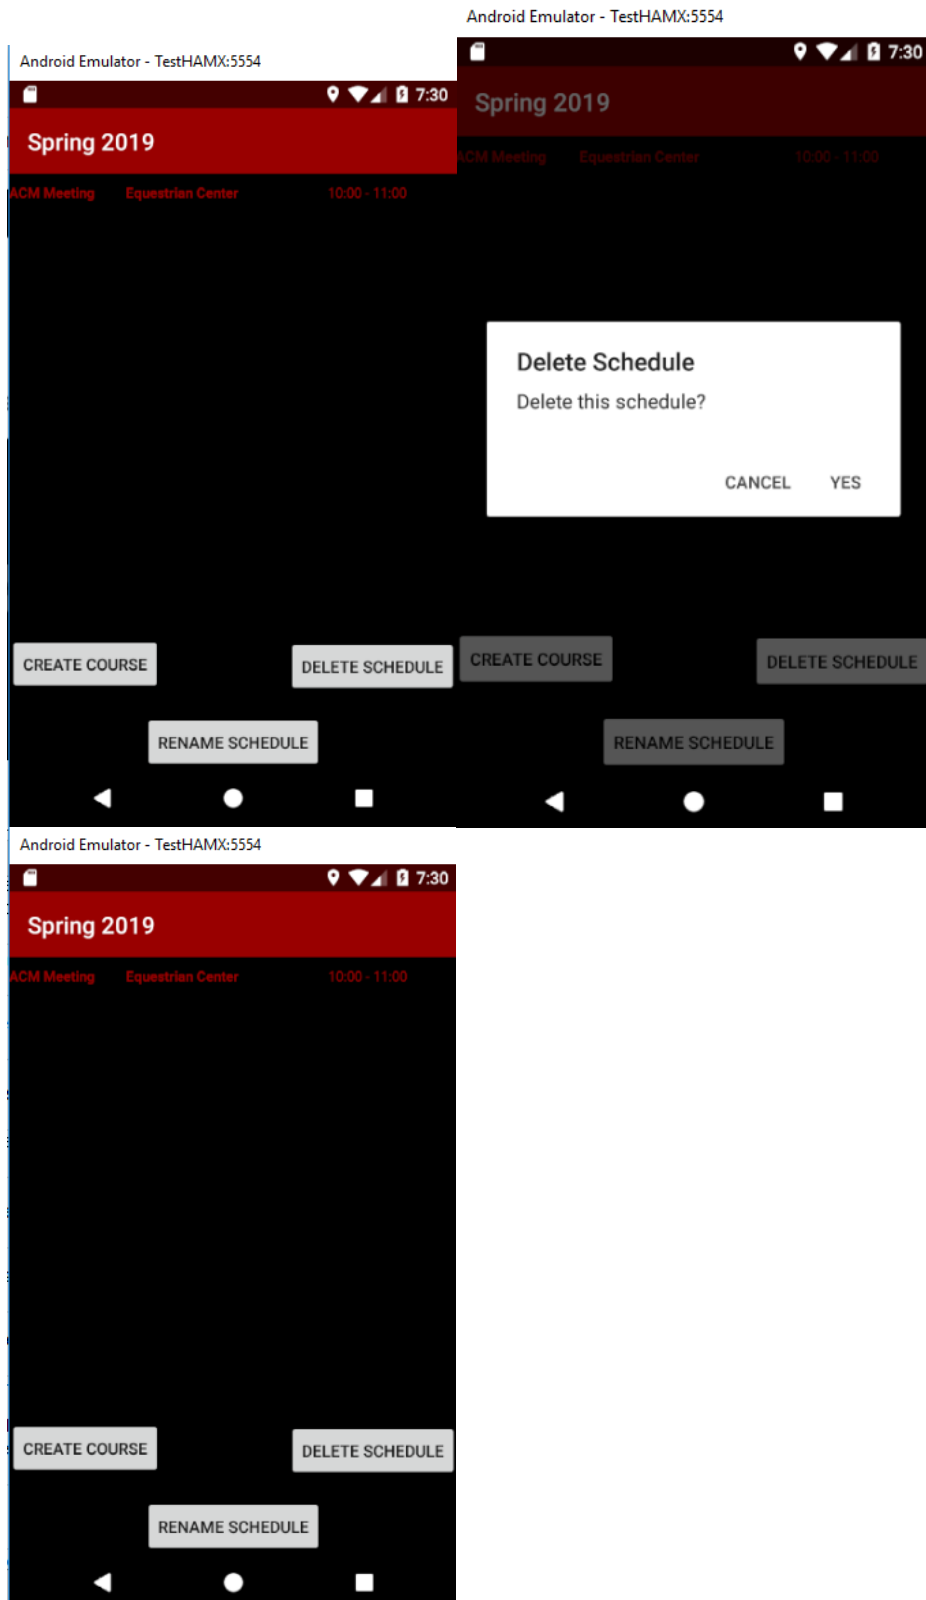 Android Emulator - TestHAMX:5554
7:30
Spring 2019
ACM Meeting Equestrian Center 10:00 - 11:00
CREATE COURSE DELETE SCHEDULE
RENAME SCHEDULE
Android Emulator - TestHAMX:5554
7:30
Spring 2019
ACM Meeting Equestrian Center 10:00 - 11:00
Delete Schedule
Delete this schedule?
CANCEL YES
CREATE COURSE DELETE SCHEDULE
RENAME SCHEDULE
Android Emulator - TestHAMX:5554
7:30
Spring 2019
ACM Meeting Equestrian Center 10:00 - 11:00
CREATE COURSE DELETE SCHEDULE
RENAME SCHEDULE